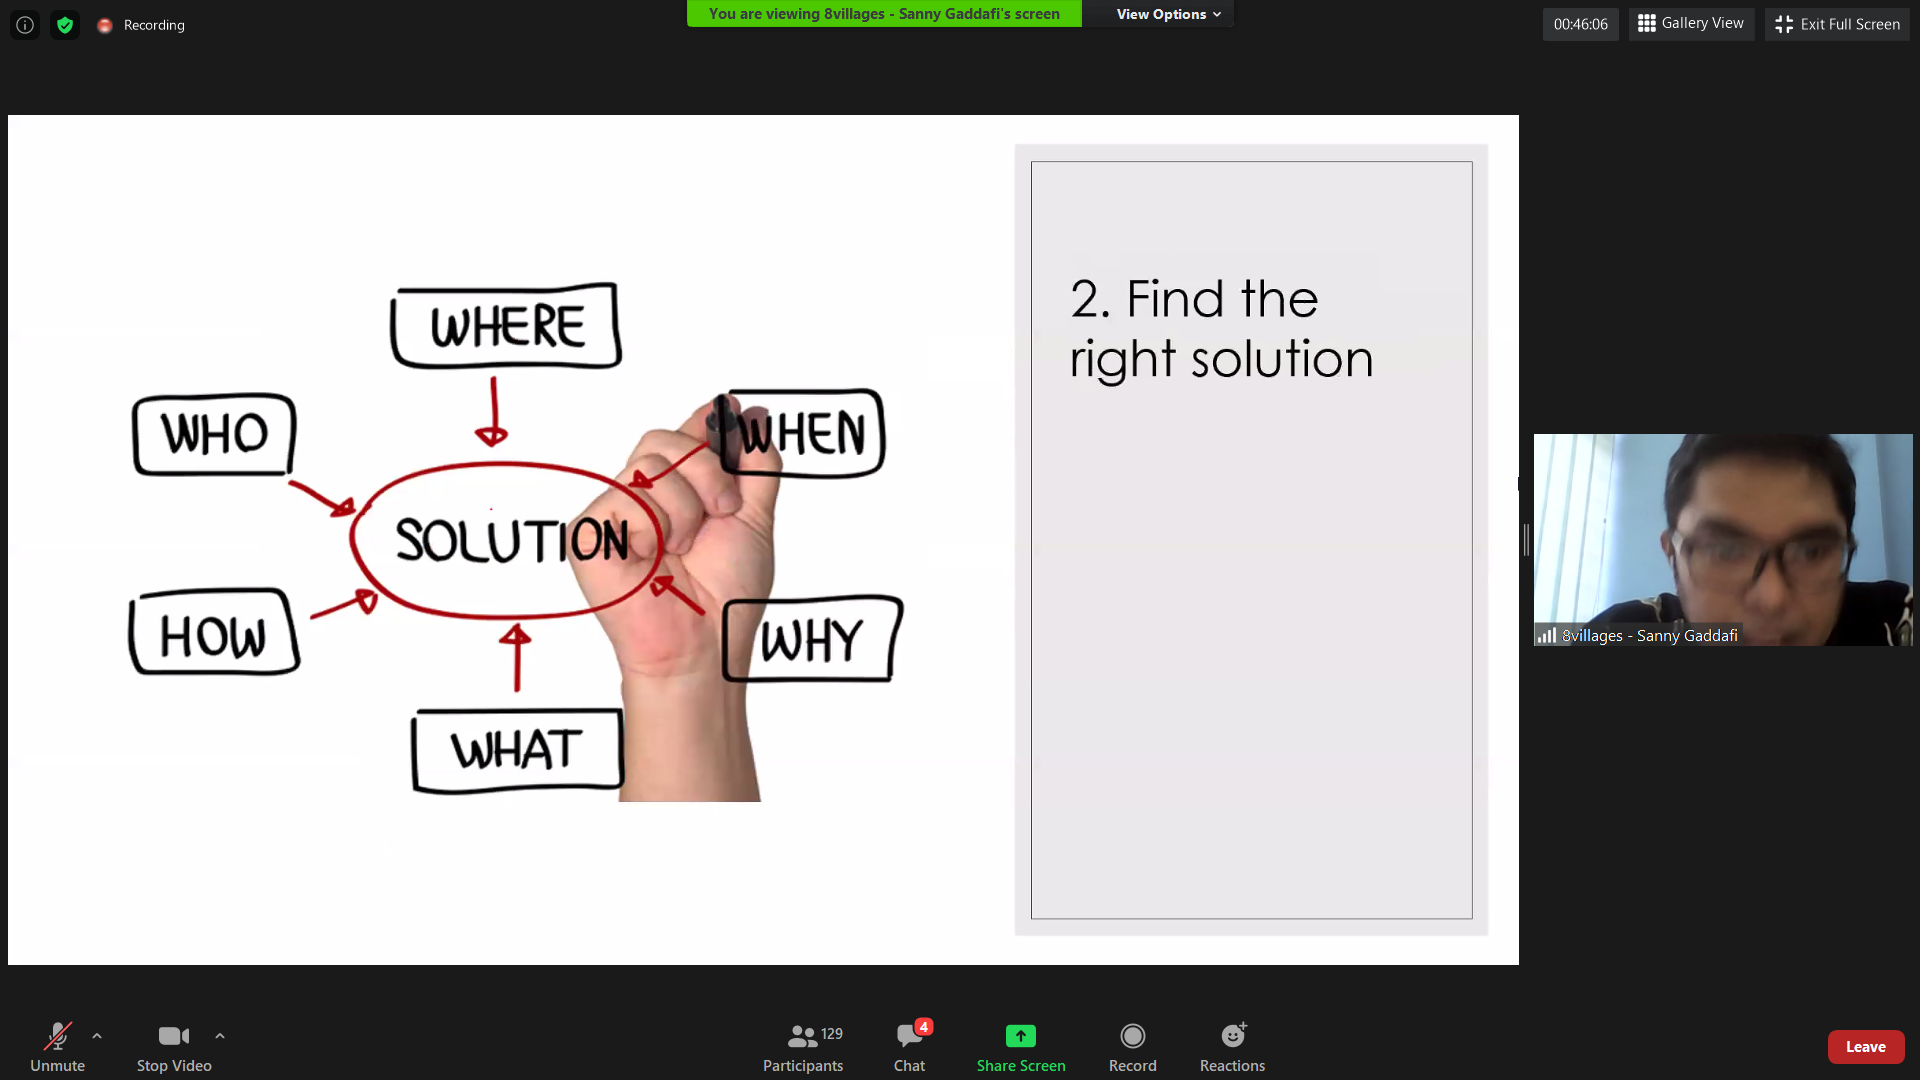 Recording
You are viewing 8villages - Sanny Gaddafi's screen
View Options
00:46:06
Gallery View
Exit Full Screen
WHERE
WHO
WHEN
SOLUTION
HOW
WHY
WHAT
2. Find the
right solution
8villages - Sanny Gaddafi
Unmute
Stop Video
129
Participants
4
Chat
Share Screen
Record
Reactions
Leave